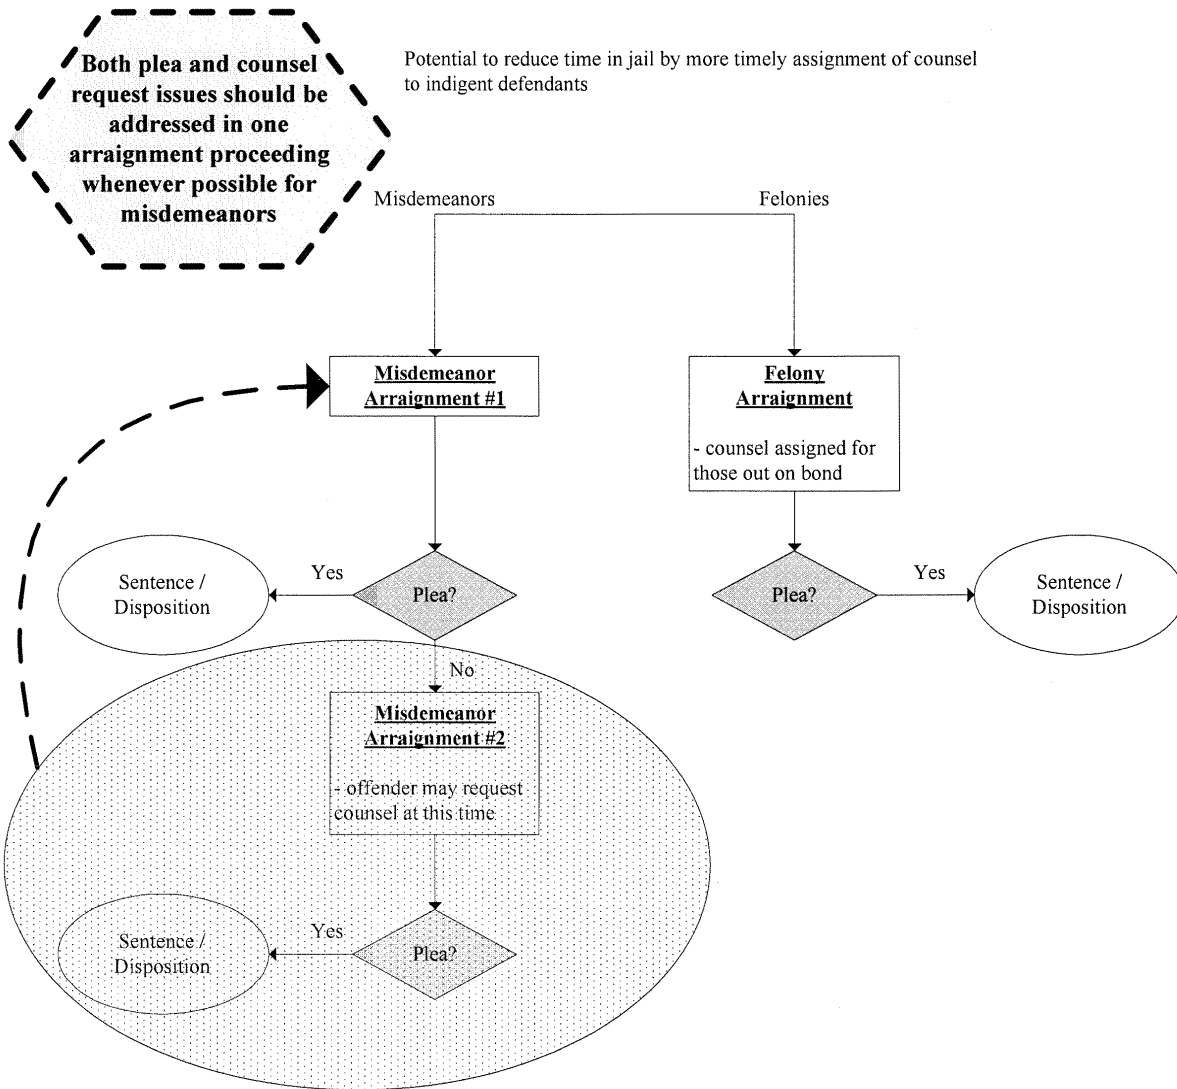 Both plea and counsel
request issues should be
addressed in one
arraignment proceeding
whenever possible for
misdemeanors
Potential to reduce time in jail by more timely assignment of counsel
to indigent defendants
Misdemeanors
Felonies
Misdemeanor
Arraignment #1
Felony
Arraignment
- counsel assigned for
those out on bond
Sentence /
Disposition
Yes
Plea?
Plea?
Yes
Sentence /
Disposition
No
Misdemeanor
Arraignment #2
- offender may request
counsel at this time
Sentence /
Disposition
Yes
Plea?